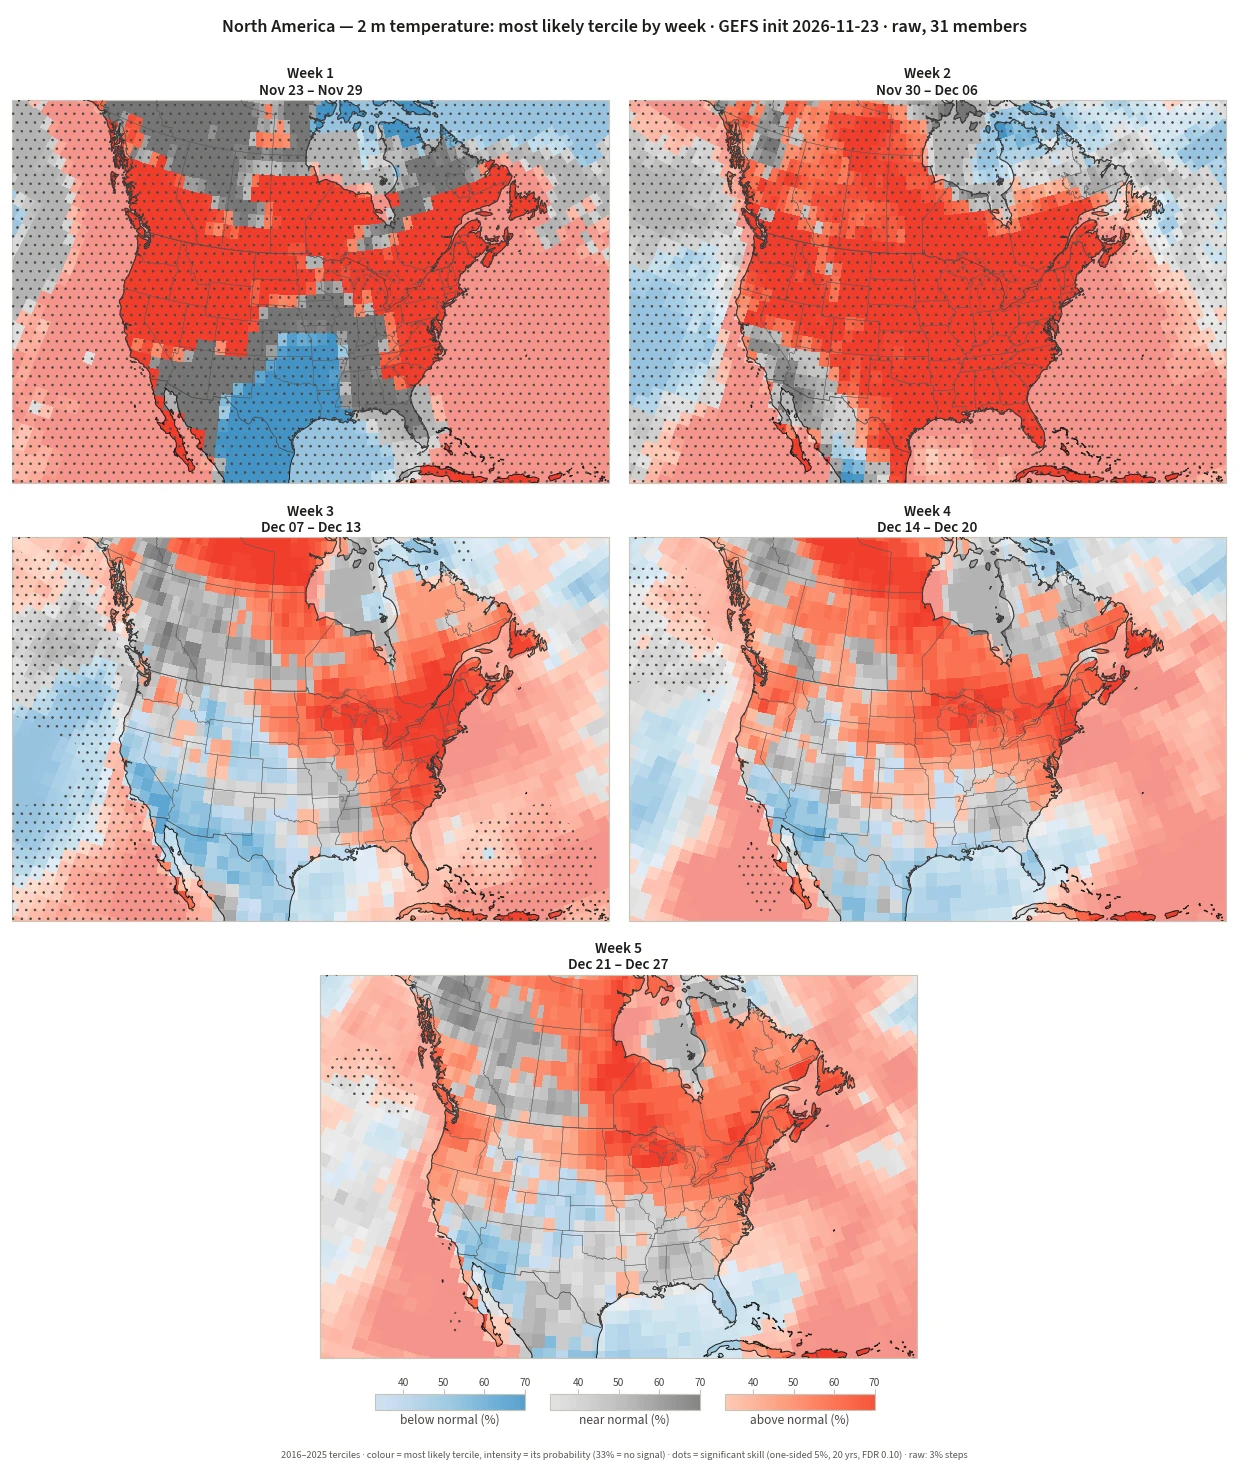 North America — 2 m temperature: most likely tercile by week · GEFS init 2026-11-23 · raw, 31 members
Week 1
Nov 23 – Nov 29
Week 2
Nov 30 – Dec 06
Week 3
Dec 07 – Dec 13
Week 4
Dec 14 – Dec 20
Week 5
Dec 21 – Dec 27
40 50 60 70
40 50 60 70
40 50 60 70
below normal (%)
near normal (%)
above normal (%)
2016–2025 terciles · colour = most likely tercile, intensity = its probability (33% = no signal) · dots = significant skill (one-sided 5%, 20 yrs, FDR 0.10) · raw: 3% steps